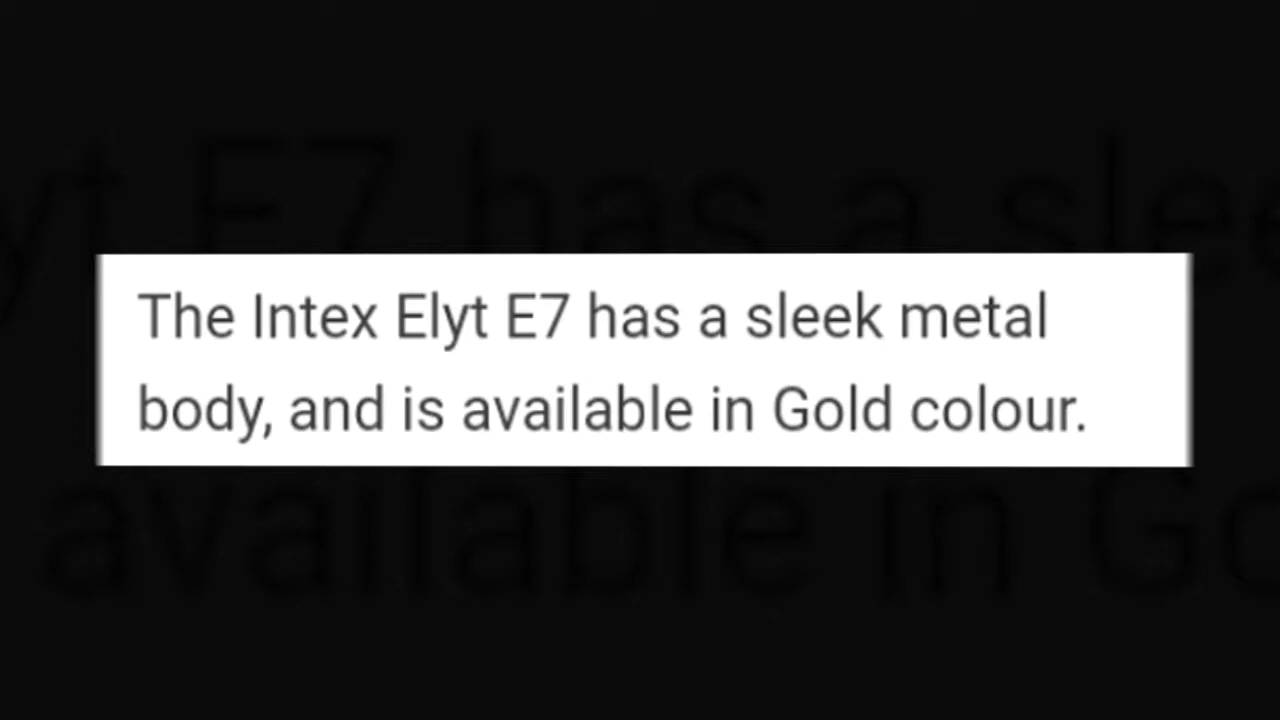 The Intex Elyt E7 has a sleek metal
body, and is available in Gold colour.